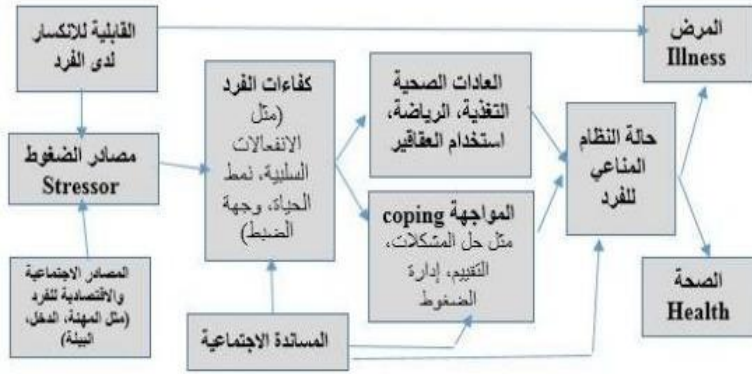 القابلية للانكسار
لدى الفرد
مصادر الضغوط
Stressor
المصادر الاجتماعية
والاقتصادية للفرد
(مثل المهنة، الدخل،
البيئة)
كفاءات الفرد
(مثل
الانفعالات
السلبية، نمط
الحياة، وجهة
الضبط)
المساندة الاجتماعية
العادات الصحية
التغذية، الرياضة،
استخدام العقاقير
المواجهة coping
مثل حل المشكلات،
التقييم، إدارة
الضغوط
حالة النظام
المناعي
للفرد
المرض
Illness
الصحة
Health